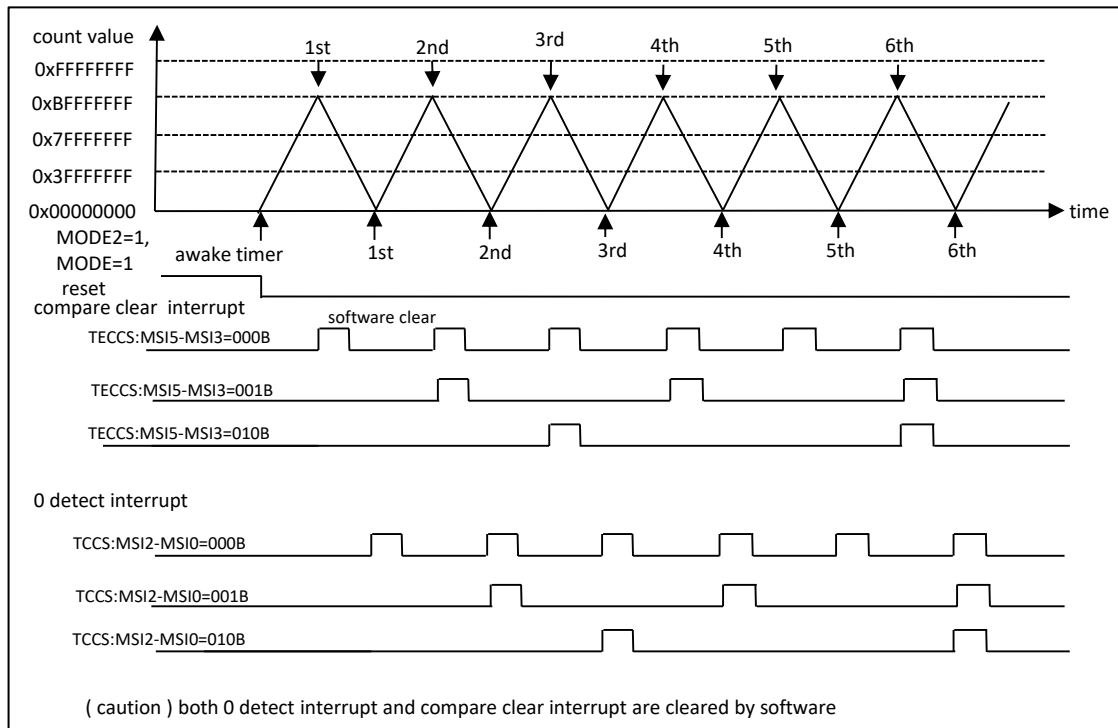 count value
1st 2nd 3rd 4th 5th 6th
0xFFFFFFFF
0xBFFFFFFF
0x7FFFFFFF
0x3FFFFFFF
0x00000000
time
MODE2=1,
MODE=1
awake timer
1st 2nd 3rd 4th 5th 6th
reset
compare clear interrupt
software clear
TECCS:MSI5-MSI3=000B
TECCS:MSI5-MSI3=001B
TECCS:MSI5-MSI3=010B
0 detect interrupt
TCCS:MSI2-MSI0=000B
TCCS:MSI2-MSI0=001B
TCCS:MSI2-MSI0=010B
( caution ) both 0 detect interrupt and compare clear interrupt are cleared by software